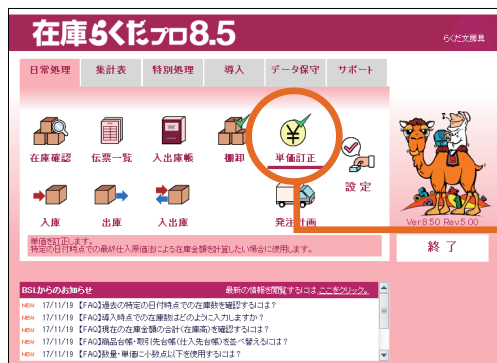 在庫らくだプロ8.5
らくだ文房具
日常処理 集計表 特別処理 導入 データ保守 サポート
在庫確認 伝票一覧 入出庫帳 棚卸 単価訂正
設定
入庫 出庫 入出庫 発注計画
Ver.8.50 Rev5.00
単価を訂正します。
特定の日付時点での最終仕入原価法による在庫金額を計算したい場合に使用します。
終了
BSLからのお知らせ 最新の情報を閲覧するには ここをクリック。
NEW 17/11/19 【FAQ】過去の特定の日付時点での在庫数を確認するには？
NEW 17/11/19 【FAQ】導入時点での在庫数はどのように入力しますか？
NEW 17/11/19 【FAQ】現在の在庫金額の合計(在庫高)を確認するには？
NEW 17/11/19 【FAQ】商品台帳・取引先台帳(仕入先台帳)を並べ替えるには？
NEW 17/11/19 【FAQ】数量・単価に小数点以下を使用するには？